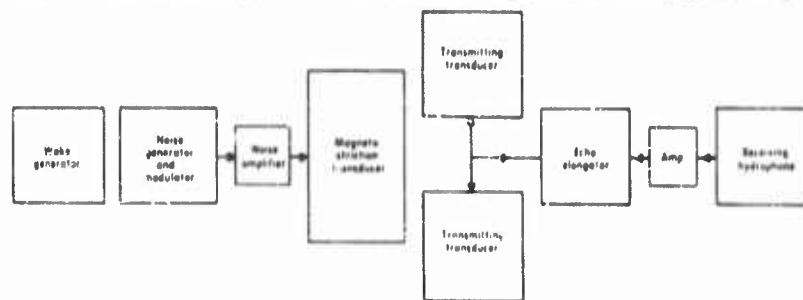 Transmitting
transducer
Wake
generator
Noise
generator
and
modulator
Noise
amplifier
Magneto
striction
transducer
Echo
elongator
Amp
Receiving
hydrophone
Transmitting
transducer